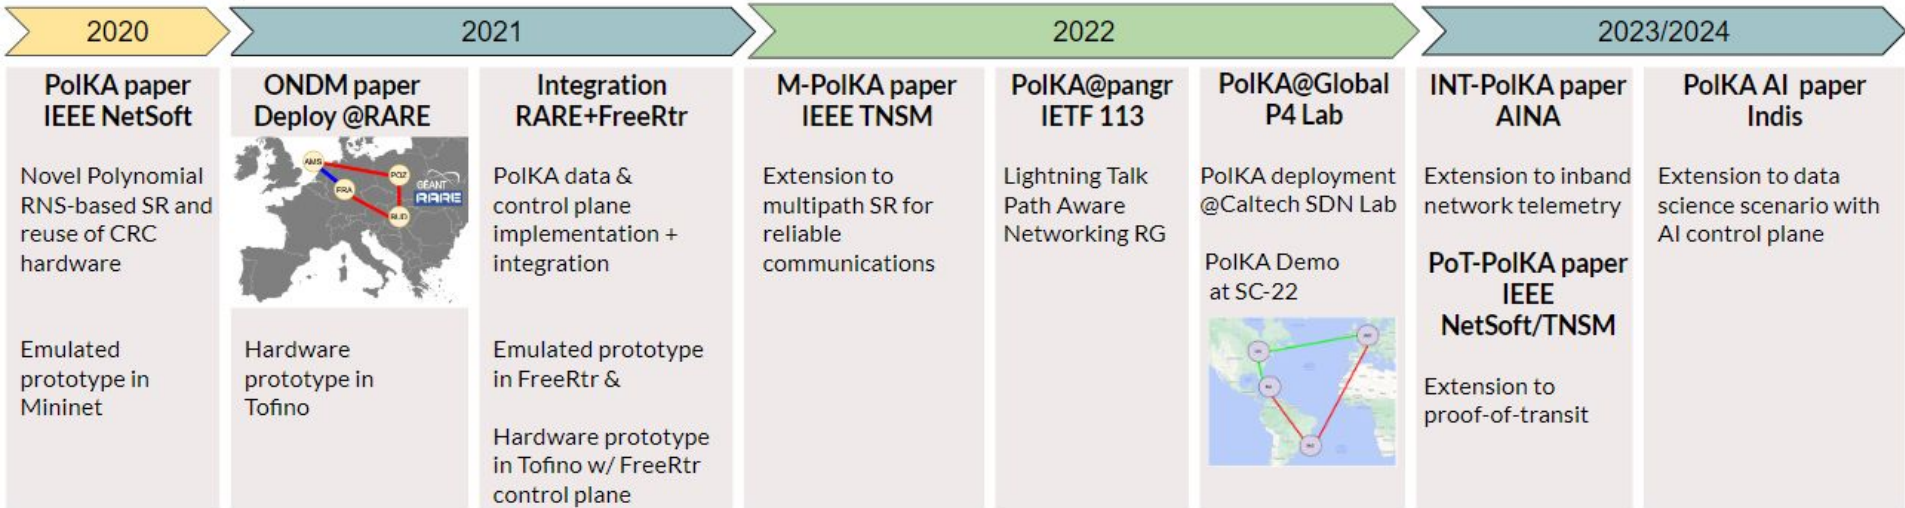 2020
2021
2022
2023/2024
PolKA paper
IEEE NetSoft
Novel Polynomial
RNS-based SR and
reuse of CRC
hardware
Emulated
prototype in
Mininet
ONDM paper
Deploy @RARE
AMS
POZ
FRA
BUD
GÉANT
RARE
Hardware
prototype in
Tofino
Integration
RARE+FreeRtr
PolKA data &
control plane
implementation +
integration
Emulated prototype
in FreeRtr &
Hardware prototype
in Tofino w/ FreeRtr
control plane
M-PolKA paper
IEEE TNSM
Extension to
multipath SR for
reliable
communications
PolKA@pangr
IETF 113
Lightning Talk
Path Aware
Networking RG
PolKA@Global
P4 Lab
PolKA deployment
@Caltech SDN Lab
PolKA Demo
at SC-22
INT-PolKA paper
AINA
Extension to inband
network telemetry
PoT-PolKA paper
IEEE
NetSoft/TNSM
Extension to
proof-of-transit
PolKA AI paper
Indis
Extension to data
science scenario with
AI control plane